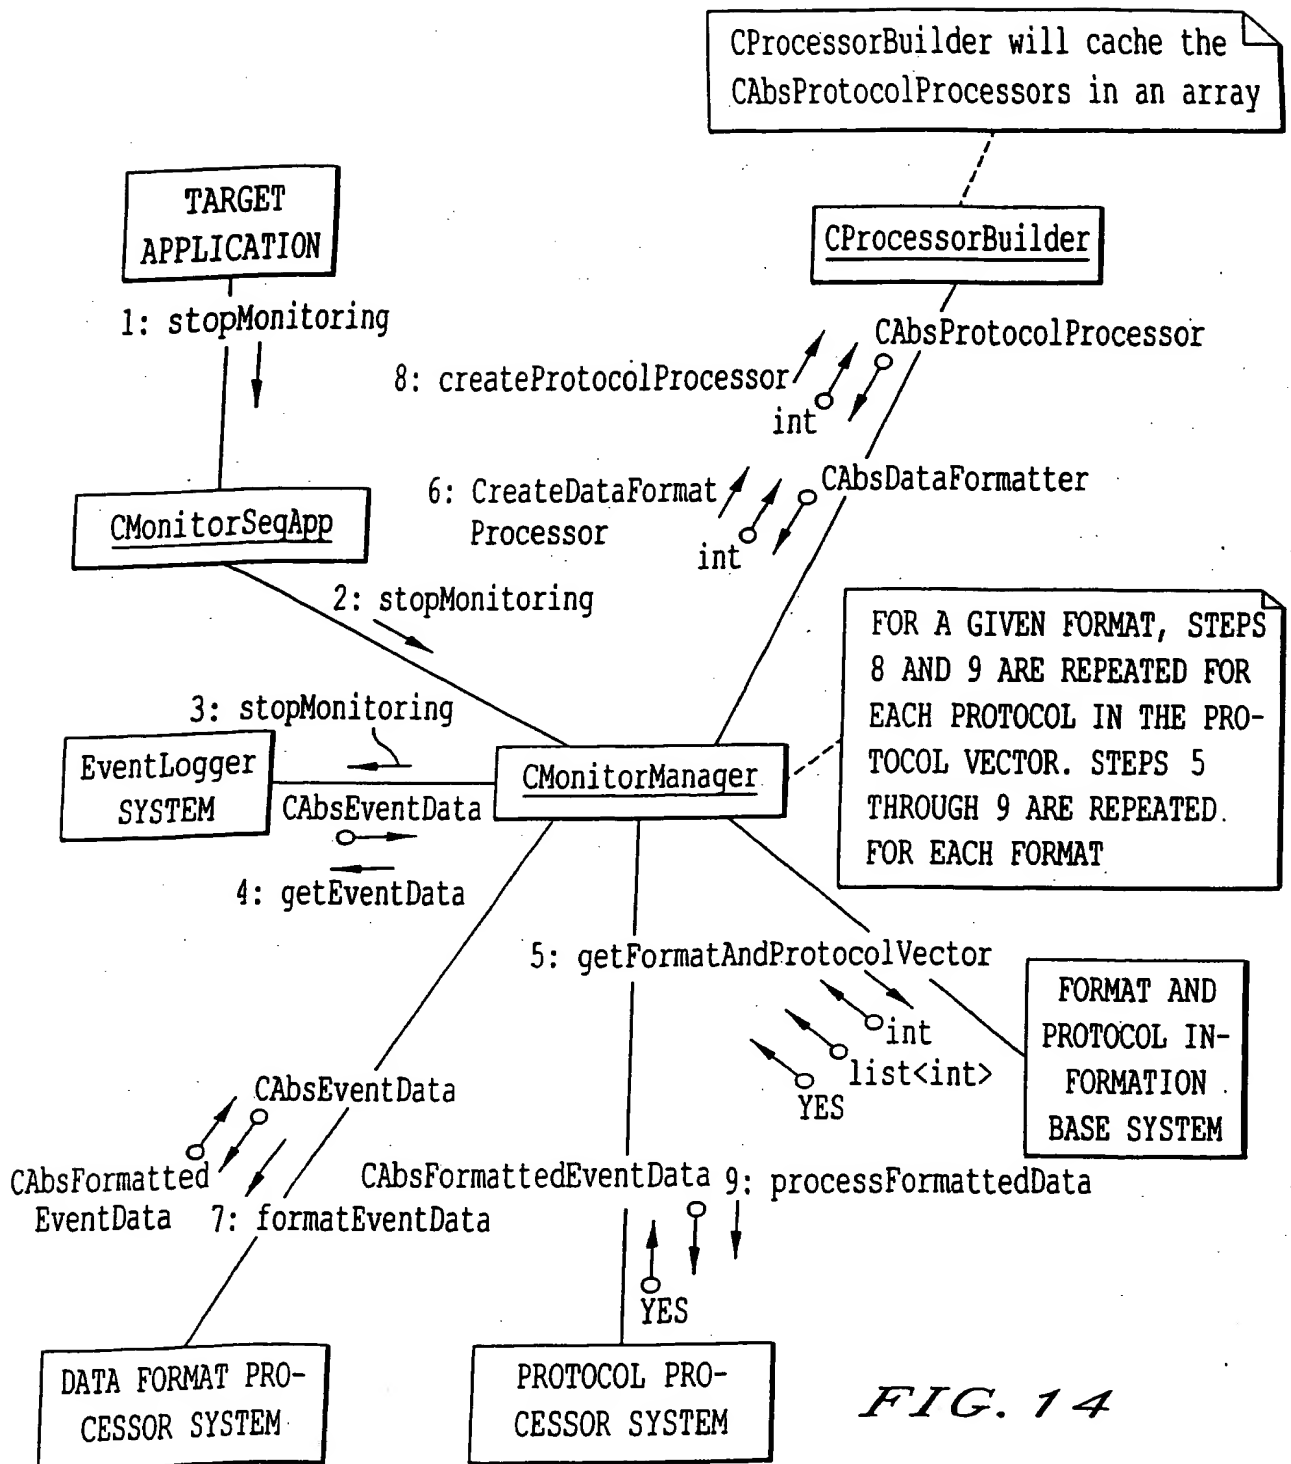 CProcessorBuilder will cache the
CAbsProtocolProcessors in an array
TARGET
APPLICATION
CProcessorBuilder
1: stopMonitoring
CAbsProtocolProcessor
8: createProtocolProcessor
int
CAbsDataFormatter
6: CreateDataFormat
Processor
int
CMonitorSeqApp
2: stopMonitoring
FOR A GIVEN FORMAT, STEPS
8 AND 9 ARE REPEATED FOR
EACH PROTOCOL IN THE PRO-
TOCOL VECTOR. STEPS 5
THROUGH 9 ARE REPEATED.
FOR EACH FORMAT
3: stopMonitoring
EventLogger
SYSTEM
CMonitorManager
CAbsEventData
4: getEventData
5: getFormatAndProtocolVector
int
list<int>
YES
FORMAT AND
PROTOCOL IN-
FORMATION
BASE SYSTEM
CAbsEventData
CAbsFormatted
EventData
7: formatEventData
CAbsFormattedEventData
9: processFormattedData
YES
DATA FORMAT PRO-
CESSOR SYSTEM
PROTOCOL PRO-
CESSOR SYSTEM
FIG. 14